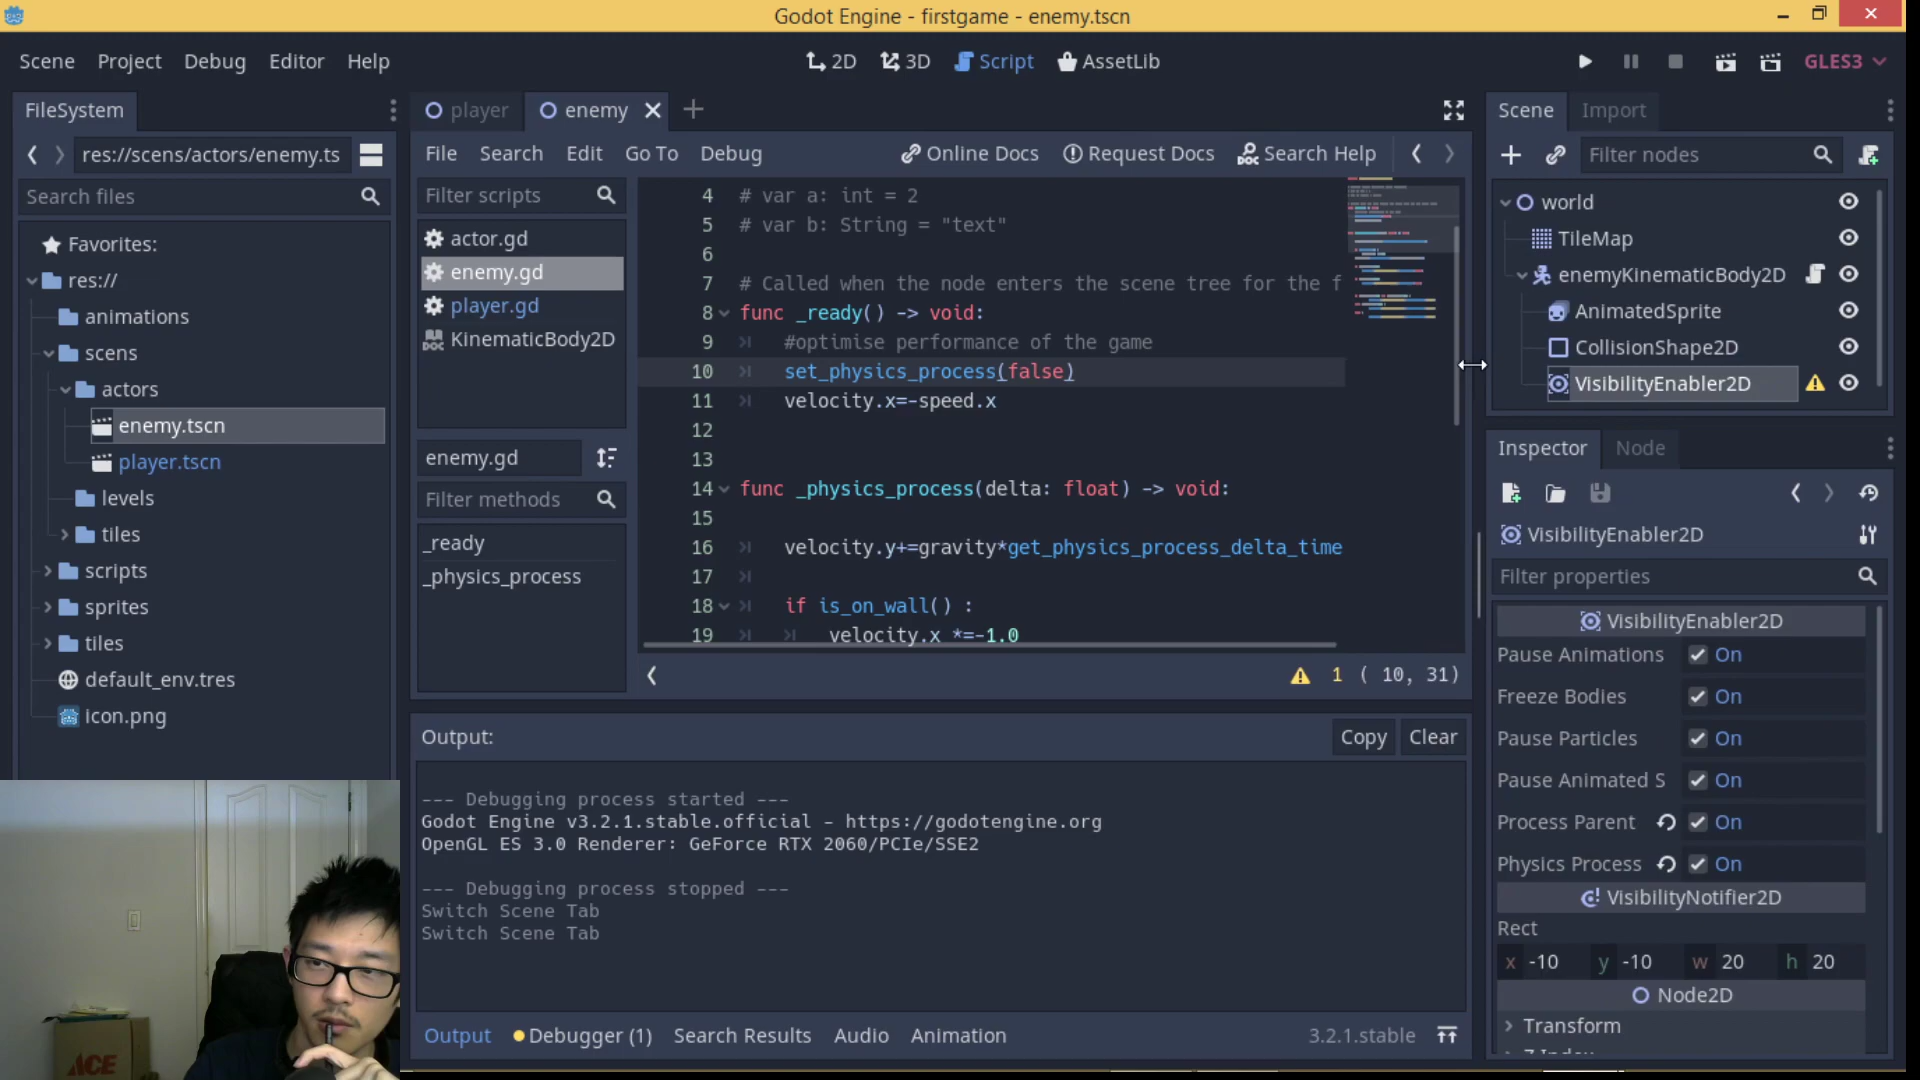 Godot Engine - firstgame - enemy.tscn
Scene Project Debug Editor Help
2D 3D Script AssetLib
GLES3
FileSystem
res://scens/actors/enemy.ts
Search files
Favorites:
res://
animations
scens
actors
enemy.tscn
player.tscn
levels
tiles
scripts
sprites
tiles
default_env.tres
icon.png
player enemy
File Search Edit Go To Debug
Online Docs Request Docs Search Help
Filter scripts
actor.gd
enemy.gd
player.gd
KinematicBody2D
enemy.gd
Filter methods
_ready
_physics_process
4 # var a: int = 2
5 # var b: String = "text"
6
7 # Called when the node enters the scene tree for the f
8 func _ready() -> void:
9 #optimise performance of the game
10 set_physics_process(false)
11 velocity.x=-speed.x
12
13
14 func _physics_process(delta: float) -> void:
15
16 velocity.y+=gravity*get_physics_process_delta_time
17
18 if is_on_wall() :
19 velocity.x *=-1.0
1 ( 10, 31)
Output:
Copy Clear
--- Debugging process started ---
Godot Engine v3.2.1.stable.official - https://godotengine.org
OpenGL ES 3.0 Renderer: GeForce RTX 2060/PCIe/SSE2
--- Debugging process stopped ---
Switch Scene Tab
Switch Scene Tab
Output Debugger (1) Search Results Audio Animation
3.2.1.stable
Scene Import
Filter nodes
world
TileMap
enemyKinematicBody2D
AnimatedSprite
CollisionShape2D
VisibilityEnabler2D
Inspector Node
VisibilityEnabler2D
Filter properties
VisibilityEnabler2D
Pause Animations On
Freeze Bodies On
Pause Particles On
Pause Animated S On
Process Parent On
Physics Process On
VisibilityNotifier2D
Rect
x -10 y -10 w 20 h 20
Node2D
Transform
Z Index
ACE